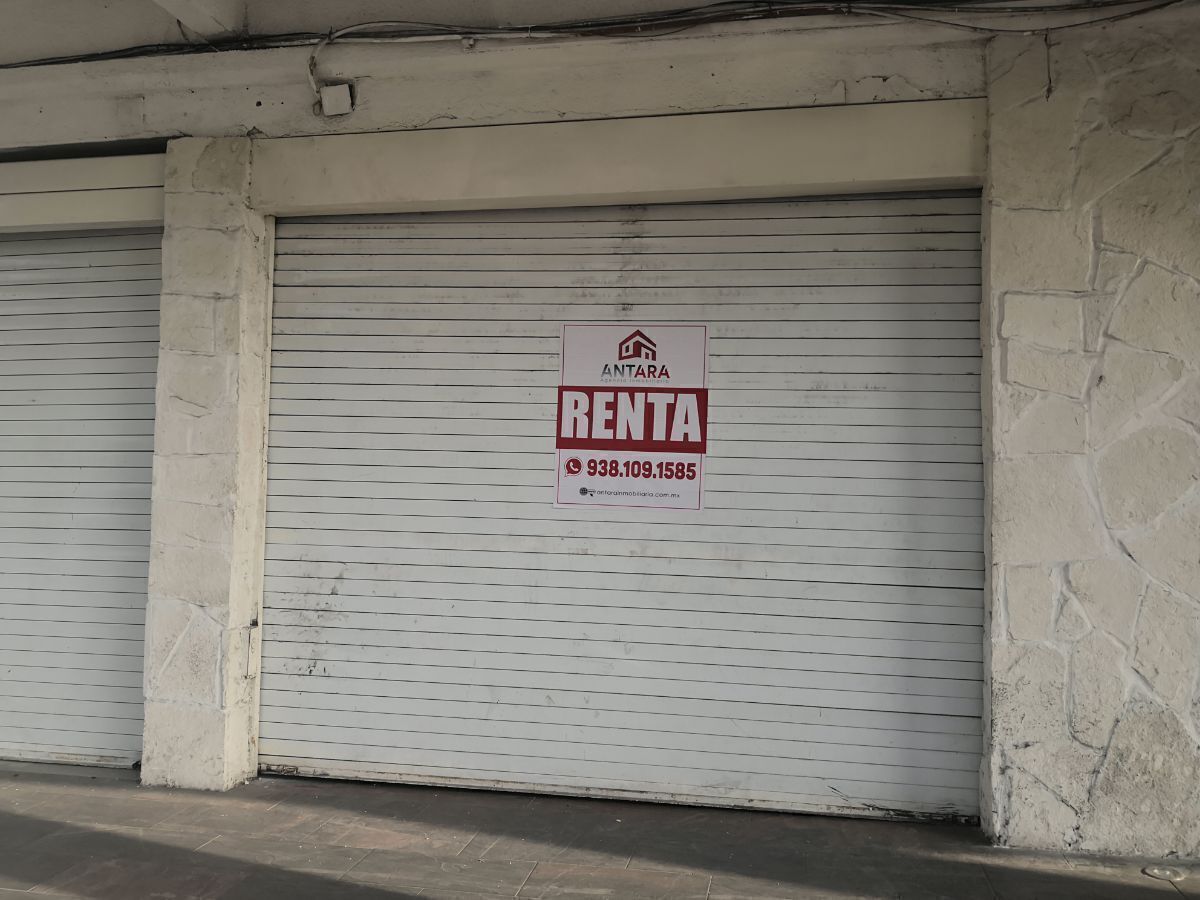 ANTARA
Agencia Inmobiliaria
RENTA
938.109.1585
antarainmobiliaria.com.mx